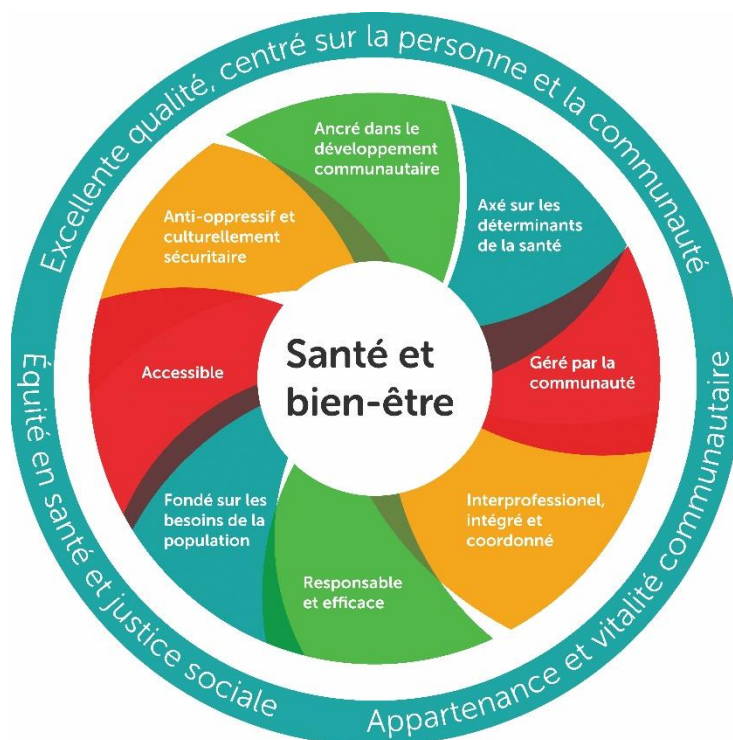 Excellente qualité, centré sur la personne et la communauté
Ancré dans le
développement
communautaire
Axé sur les
déterminants
de la santé
Géré par la
communauté
Interprofessionel,
intégré et
coordonné
Responsable
et efficace
Fondé sur les
besoins de la
population
Accessible
Anti-oppressif et
culturellement
sécuritaire
Santé et
bien-être
Appartenance et vitalité communautaire
Équité en santé et justice sociale